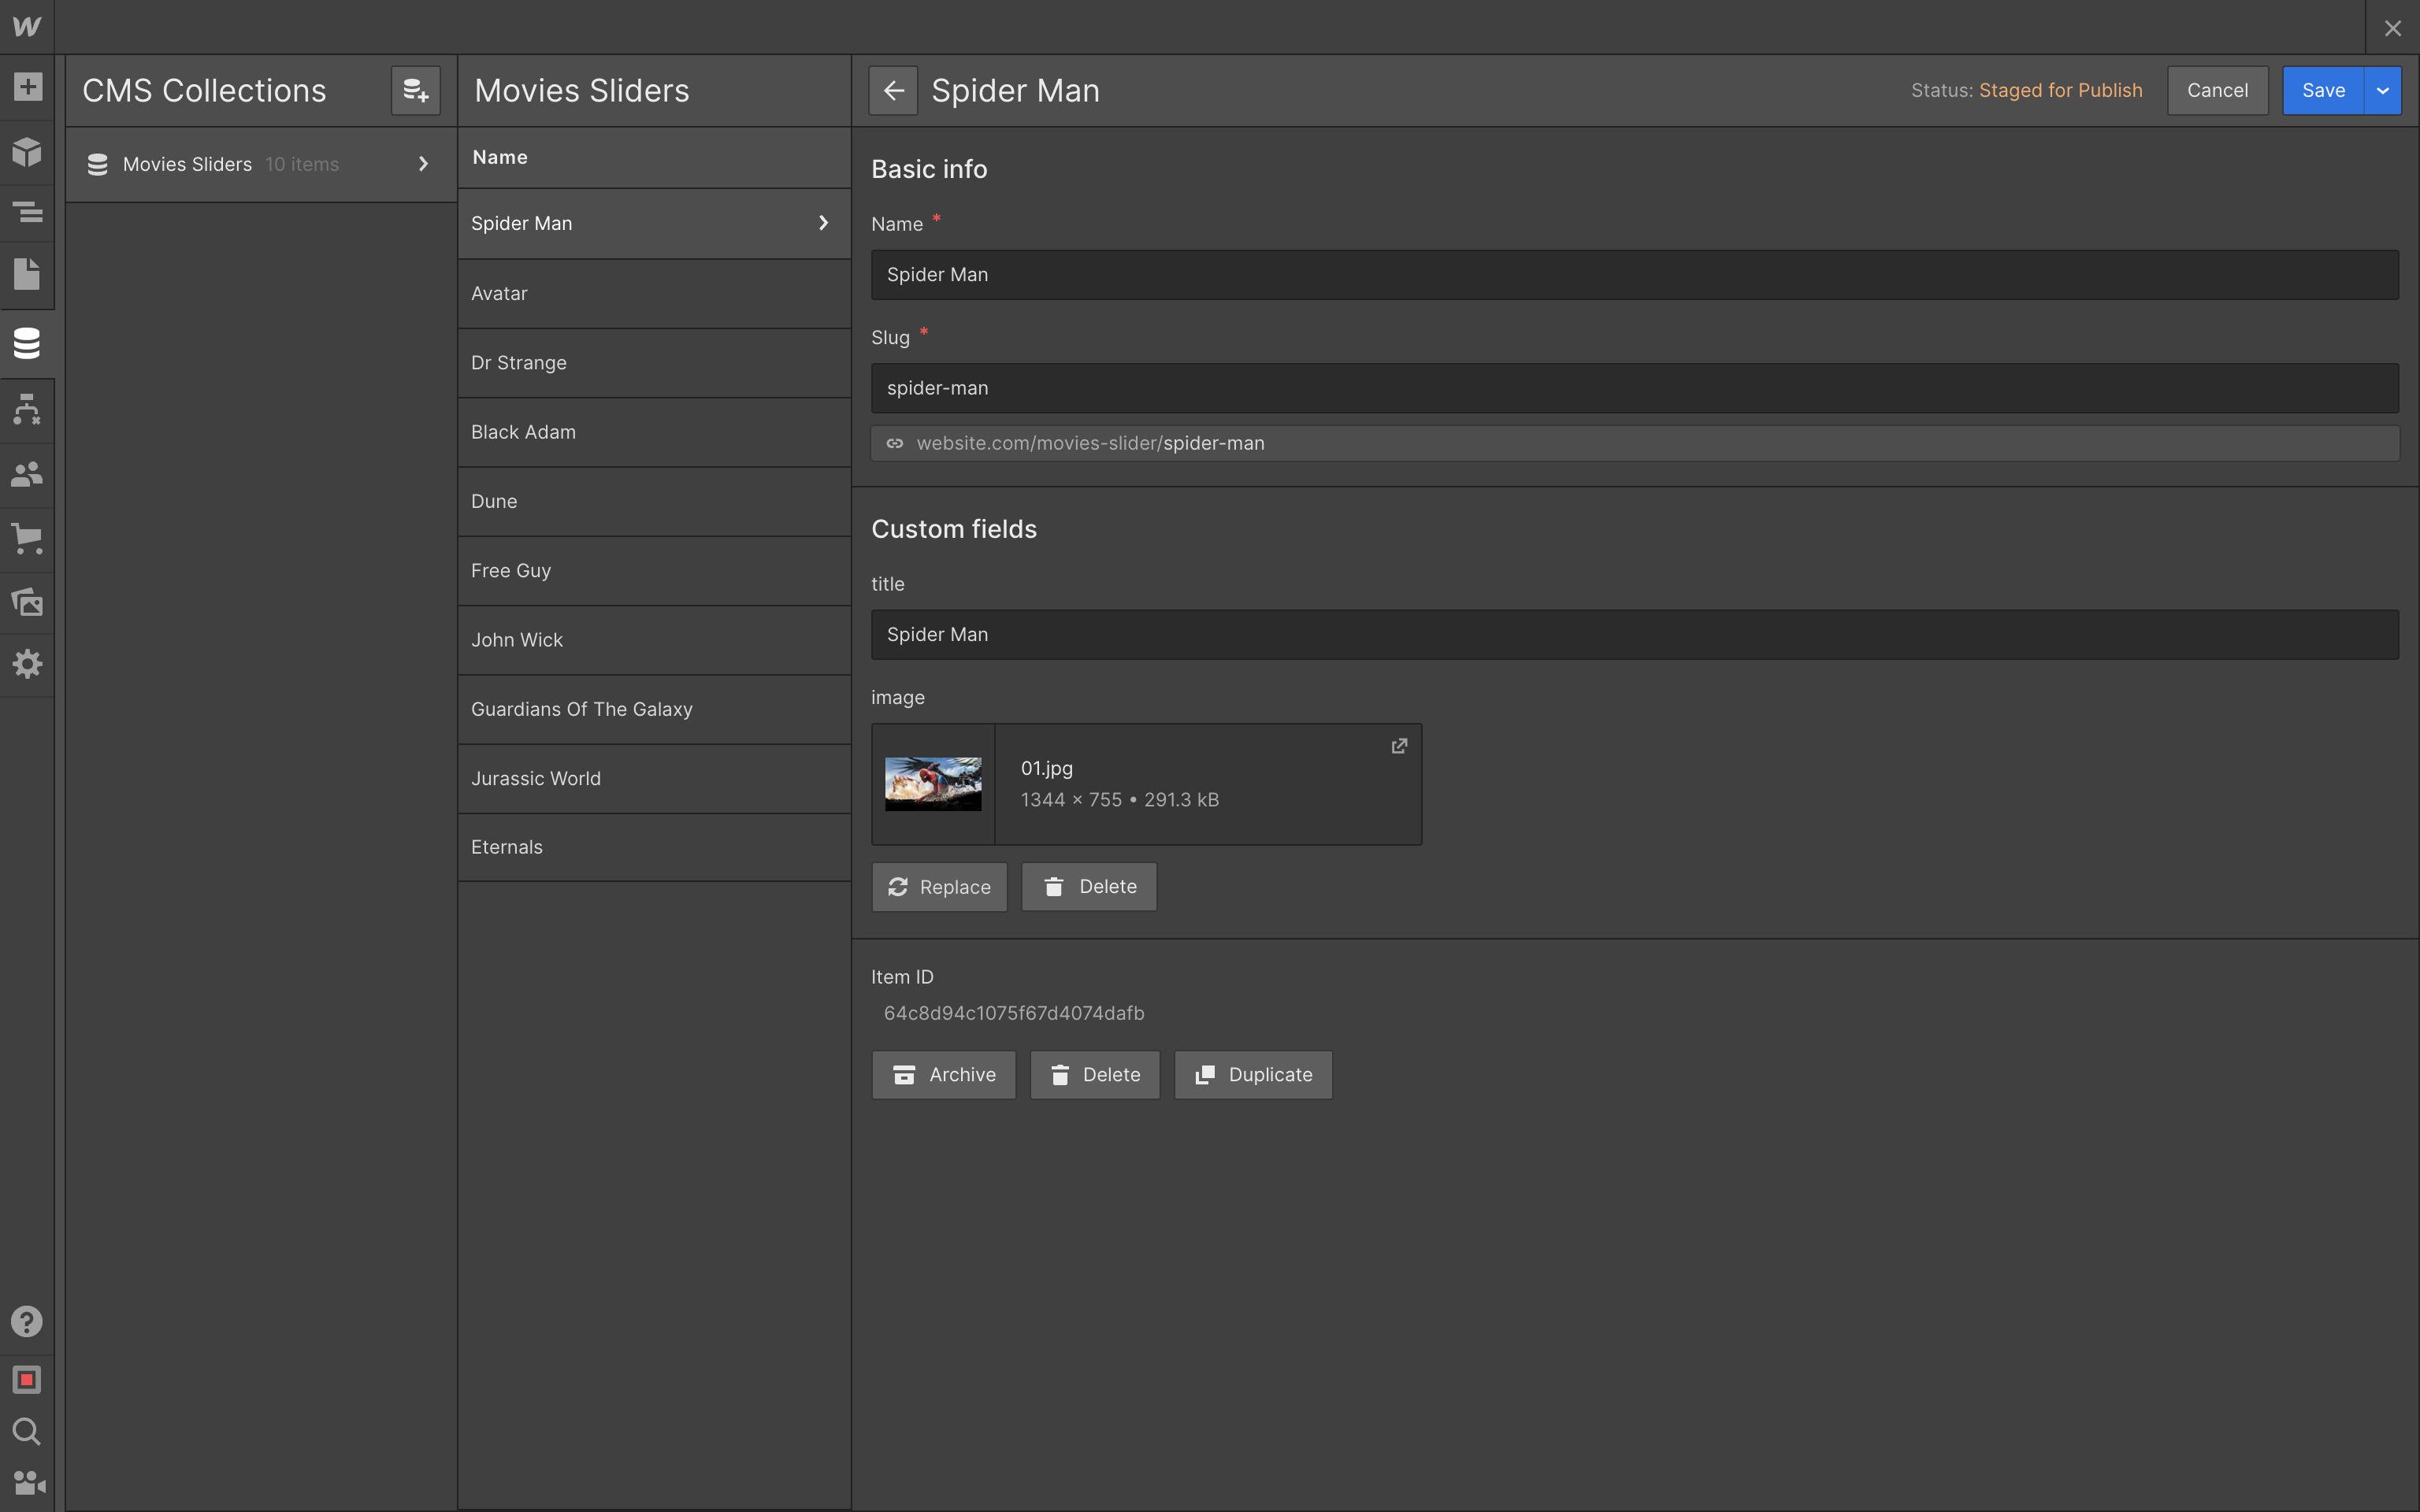 CMS Collections
Movies Sliders 10 items
Movies Sliders
Name
Spider Man
Avatar
Dr Strange
Black Adam
Dune
Free Guy
John Wick
Guardians Of The Galaxy
Jurassic World
Eternals
Spider Man
Status: Staged for Publish
Cancel
Save
Basic info
Name *
Spider Man
Slug *
spider-man
website.com/movies-slider/spider-man
Custom fields
title
Spider Man
image
01.jpg
1344 × 755 • 291.3 kB
Replace
Delete
Item ID
64c8d94c1075f67d4074dafb
Archive
Delete
Duplicate